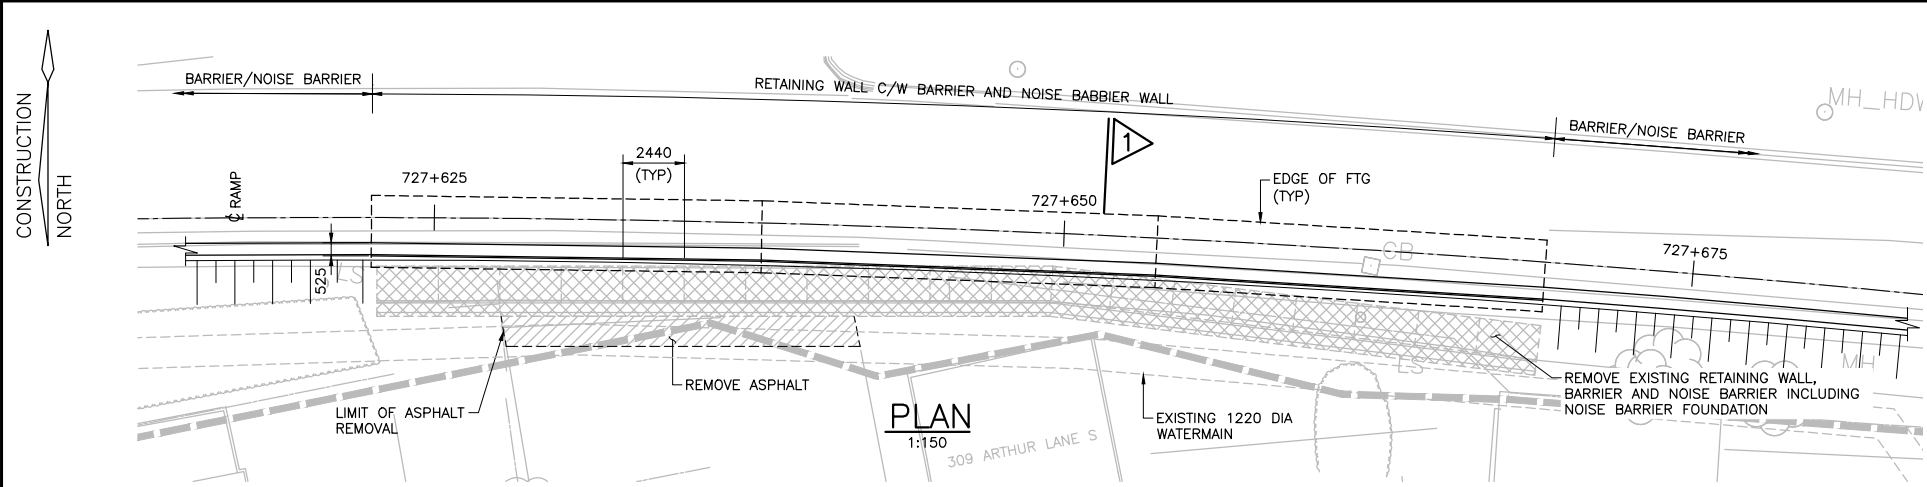 CONSTRUCTION
NORTH
BARRIER/NOISE BARRIER
RETAINING WALL C/W BARRIER AND NOISE BABBIER WALL
BARRIER/NOISE BARRIER
MH_HDW
1
2440
(TYP)
727+625
℄ RAMP
727+650
EDGE OF FTG
(TYP)
CB
727+675
525
LS
LS
MH
REMOVE ASPHALT
LIMIT OF ASPHALT
REMOVAL
PLAN
1:150
309 ARTHUR LANE S
EXISTING 1220 DIA
WATERMAIN
REMOVE EXISTING RETAINING WALL,
BARRIER AND NOISE BARRIER INCLUDING
NOISE BARRIER FOUNDATION